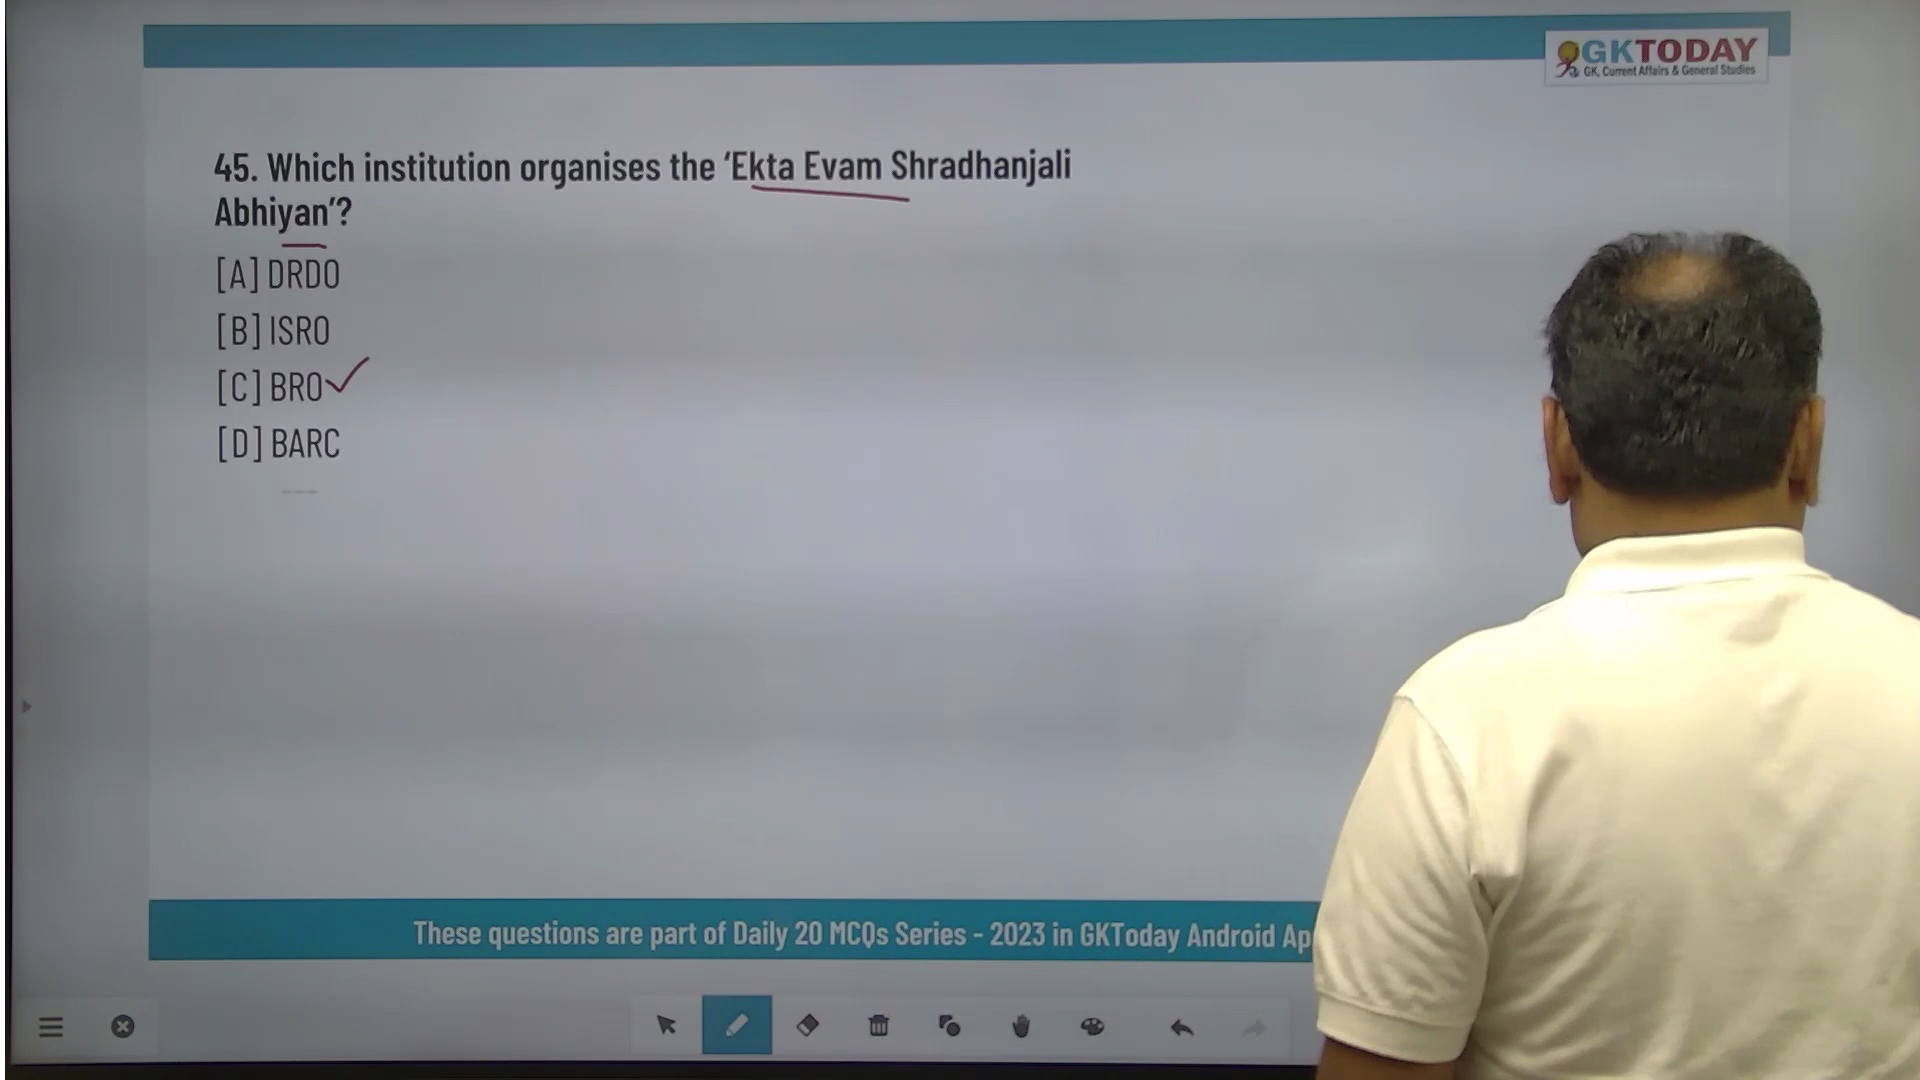 GKTODAY
GK, Current Affairs & General Studies
45. Which institution organises the ‘Ekta Evam Shradhanjali
Abhiyan’?
[A] DRDO
[B] ISRO
[C] BRO
[D] BARC
These questions are part of Daily 20 MCQs Series - 2023 in GKToday Android Ap